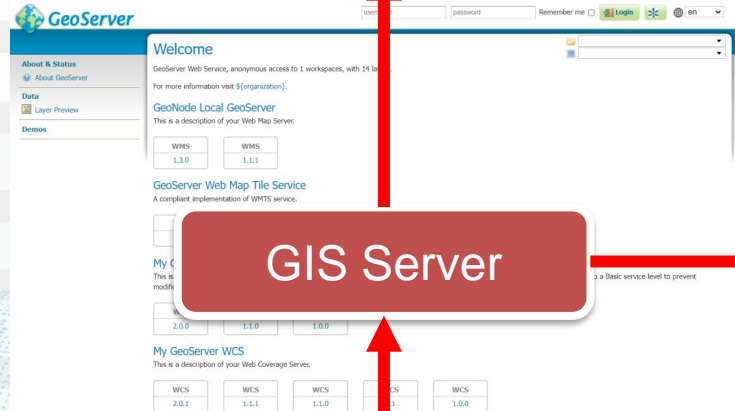 GeoServer
password
Remember me
Login
en
Welcome
About & Status
About GeoServer
Data
Layer Preview
Demos
GeoServer Web Service, anonymous access to 1 workspaces, with 14
For more information visit ${organization}.
GeoNode Local GeoServer
This is a description of your Web Map Server.
WMS WMS
1.3.0 1.1.1
GeoServer Web Map Tile Service
A compliant implementation of WMTS service.
GIS Server
My
This is a Basic service level to prevent
2.0.0 1.1.0 1.0.0
My GeoServer WCS
This is a description of your Web Coverage Server.
WCS WCS WCS WCS
2.0.1 1.1.1 1.1.0 1.0.0